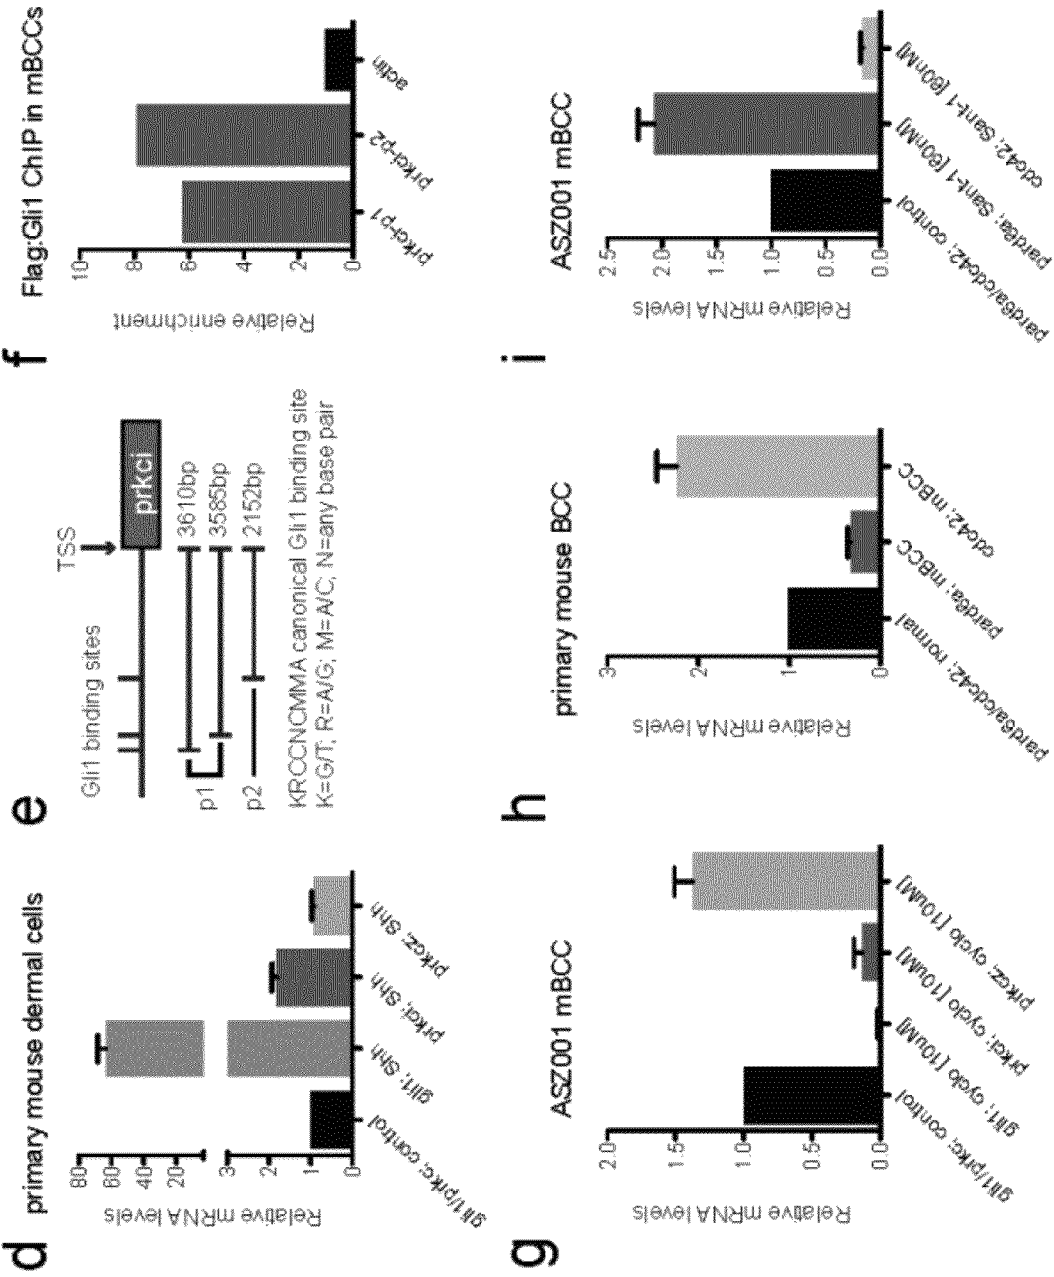 d
primary mouse dermal cells
Relative mRNA levels
80
60
40
20
3
2
1
0
gli1/prkc; control
gli1; Shh
prkci; Shh
prkcz; Shh
e
Gli1 binding sites
TSS
prkci
p1
3610bp
3585bp
p2
2152bp
KRCCNCMMA canonical Gli1 binding site
K=G/T; R=A/G; M=A/C; N=any base pair
f
Flag:Gli1 ChIP in mBCCs
Relative enrichment
10
8
6
4
2
0
prkci-p1
prkci-p2
actin
g
ASZ001 mBCC
Relative mRNA levels
2.0
1.5
1.0
0.5
0.0
gli1/prkc; control
gli1; cyclo [10uM]
prkci; cyclo [10uM]
prkcz; cyclo [10uM]
h
primary mouse BCC
Relative mRNA levels
3
2
1
0
pard6a/cdc42; normal
pard6a; mBCC
cdc42; mBCC
i
ASZ001 mBCC
Relative mRNA levels
2.5
2.0
1.5
1.0
0.5
0.0
pard6a/cdc42; control
pard6a; Sant-1 [60nM]
cdc42; Sant-1 [60nM]